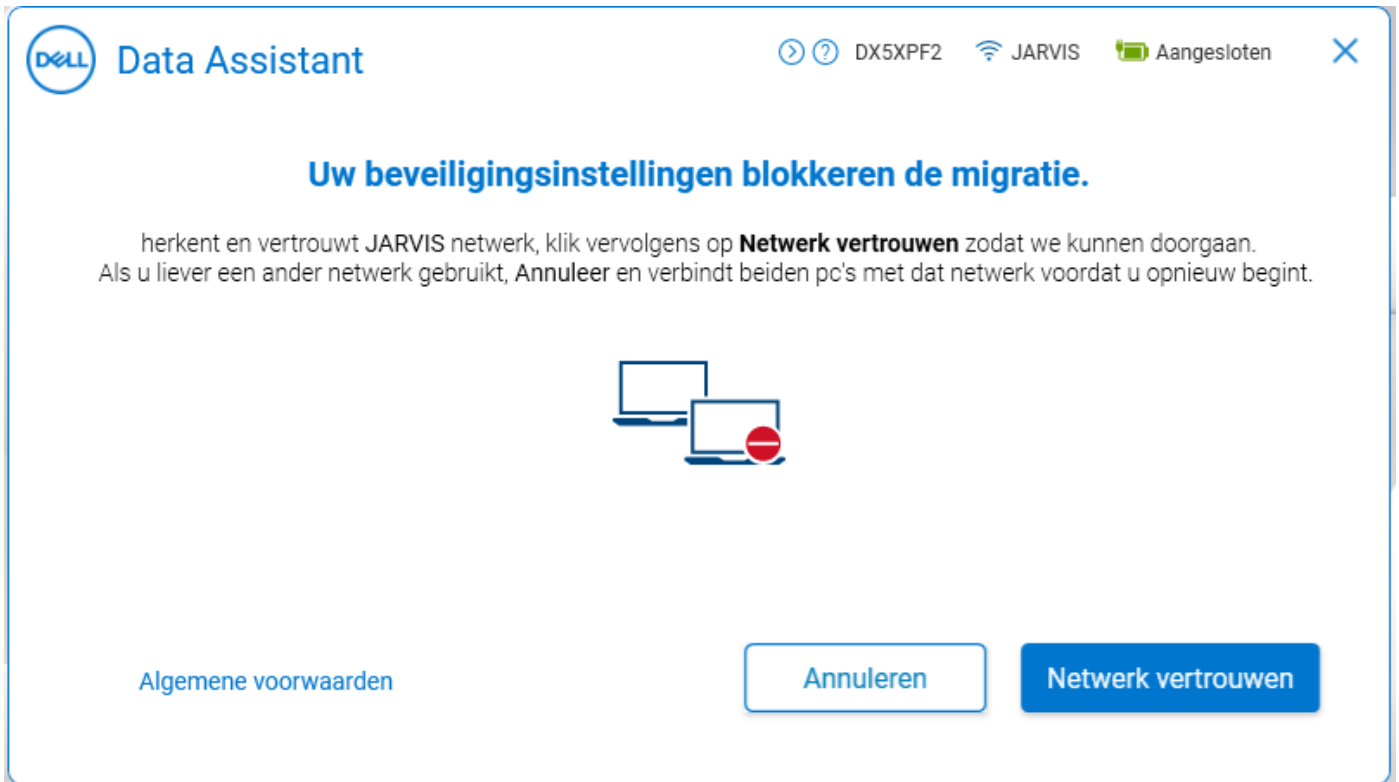 DELL Data Assistant DX5XPF2 JARVIS Aangesloten
Uw beveiligingsinstellingen blokkeren de migratie.
herkent en vertrouwt JARVIS netwerk, klik vervolgens op Netwerk vertrouwen zodat we kunnen doorgaan.
Als u liever een ander netwerk gebruikt, Annuleer en verbindt beiden pc's met dat netwerk voordat u opnieuw begint.
Algemene voorwaarden Annuleren Netwerk vertrouwen